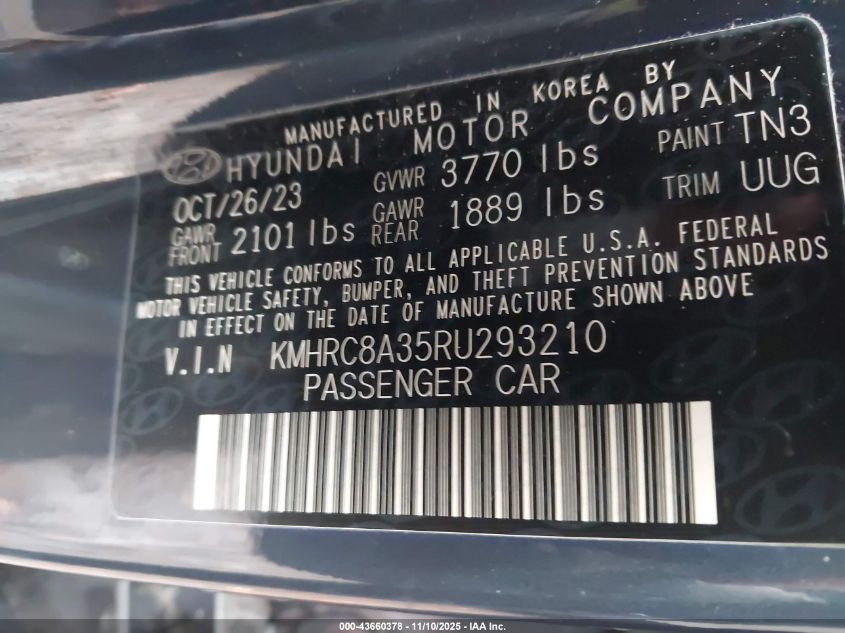 MANUFACTURED IN KOREA BY
HYUNDAI MOTOR COMPANY
OCT/26/23 GVWR 3770 lbs PAINT TN3
GAWR FRONT 2101 lbs GAWR REAR 1889 lbs TRIM UUG
THIS VEHICLE CONFORMS TO ALL APPLICABLE U.S.A. FEDERAL
MOTOR VEHICLE SAFETY, BUMPER, AND THEFT PREVENTION STANDARDS
IN EFFECT ON THE DATE OF MANUFACTURE SHOWN ABOVE
V.I.N KMHRC8A35RU293210
PASSENGER CAR
000-43660378 - 11/10/2025 - IAA Inc.